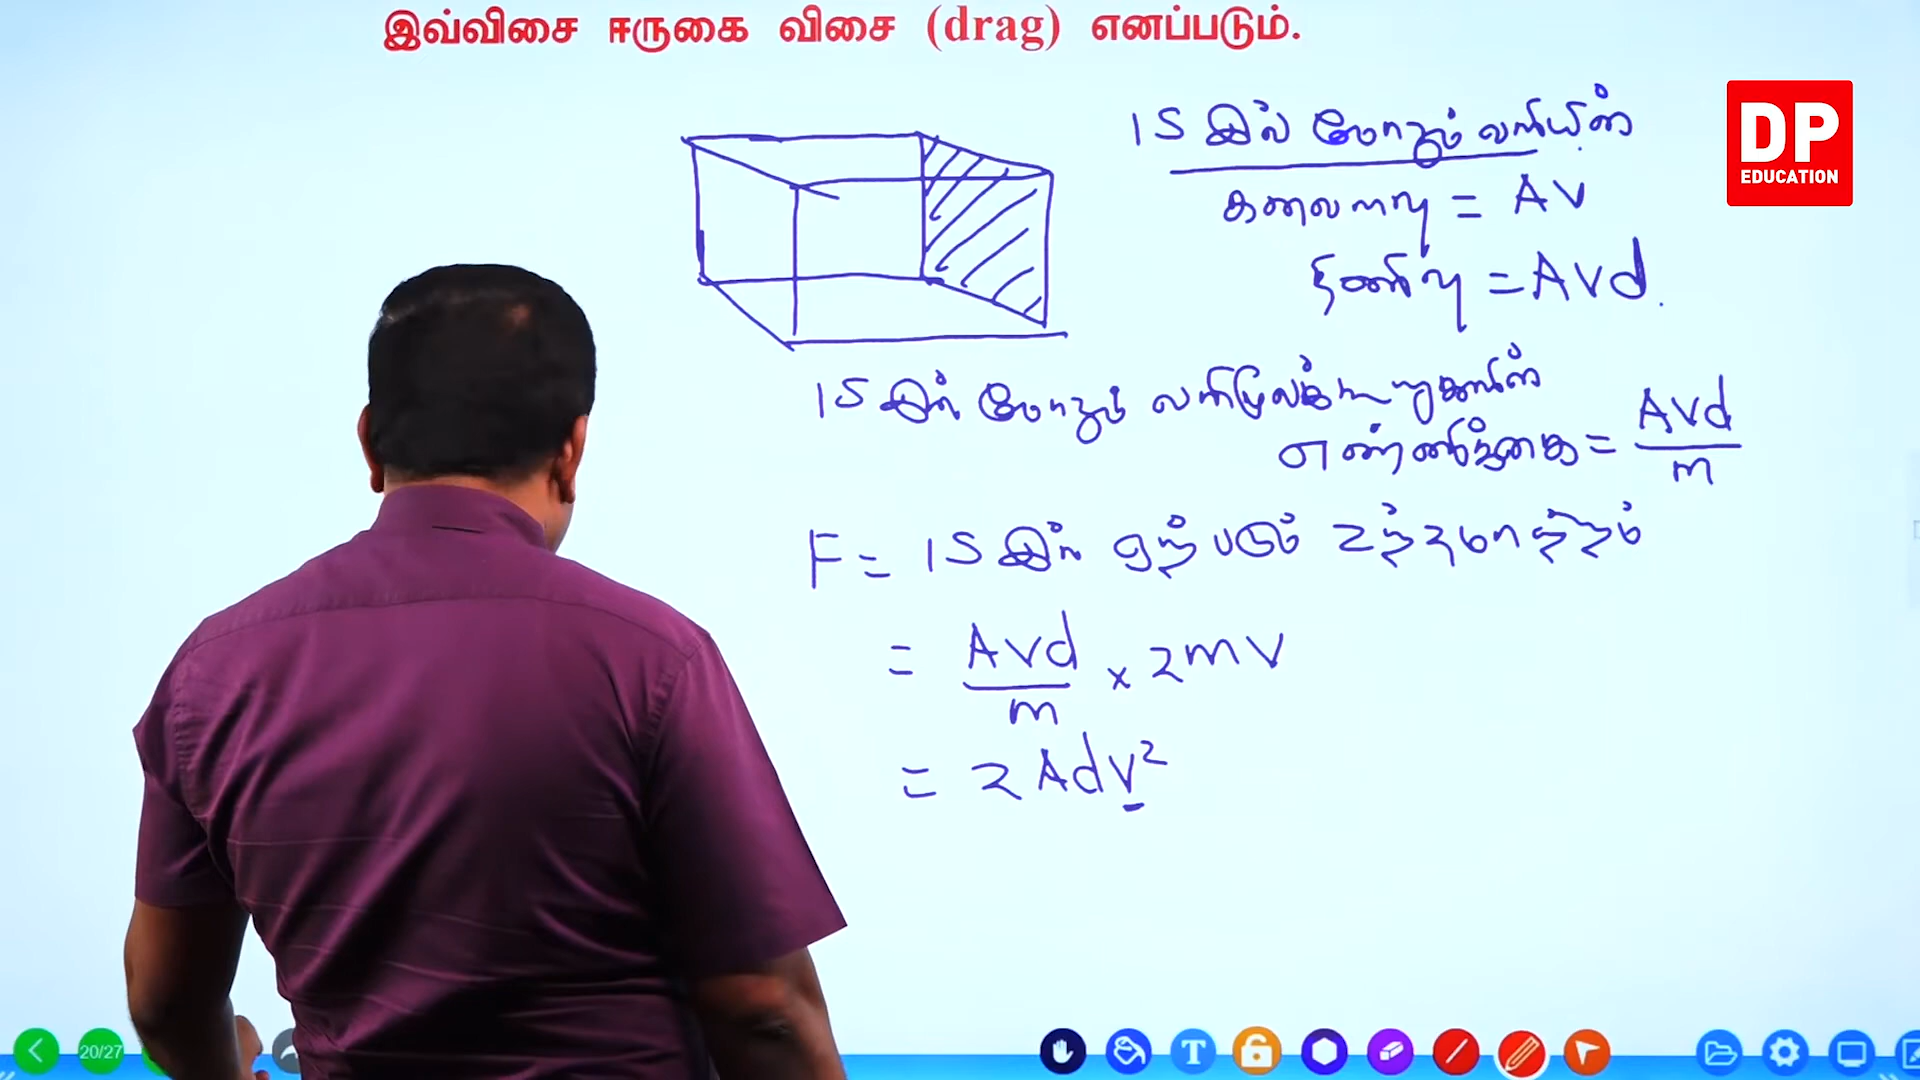 இவ்விசை ஈருகை விசை (drag) எனப்படும்.
DP
EDUCATION
1S இல் மோதும் வளியின்
கனவளவு = AV
திணிவு = AVd.
1S இல் மோதும் வளிமூலக்கூறுகளின்
எண்ணிக்கை = AVd / m
F = 1S இல் ஏற்படும் உந்தமாற்றம்
= AVd / m × 2mV
= 2AdV²
20/27